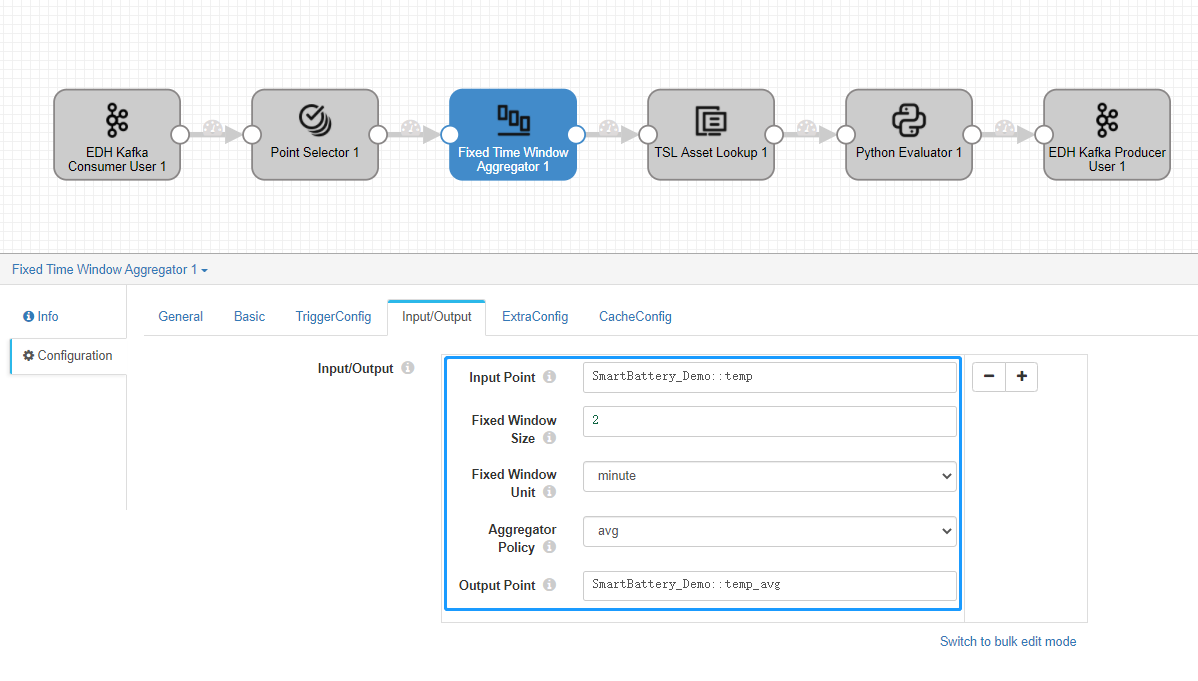 EDH Kafka
Consumer User 1
Point Selector 1
Fixed Time Window
Aggregator 1
TSL Asset Lookup 1
Python Evaluator 1
EDH Kafka Producer
User 1
Fixed Time Window Aggregator 1
Info
Configuration
General
Basic
TriggerConfig
Input/Output
ExtraConfig
CacheConfig
Input/Output
Input Point
SmartBattery_Demo::temp
Fixed Window
Size
2
Fixed Window
Unit
minute
Aggregator
Policy
avg
Output Point
SmartBattery_Demo::temp_avg
Switch to bulk edit mode